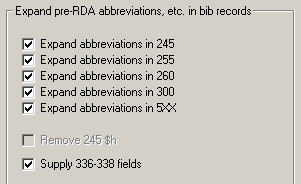 Expand pre-RDA abbreviations, etc. in bib records
Expand abbreviations in 245
Expand abbreviations in 255
Expand abbreviations in 260
Expand abbreviations in 300
Expand abbreviations in 5XX
Remove 245 $h
Supply 336-338 fields